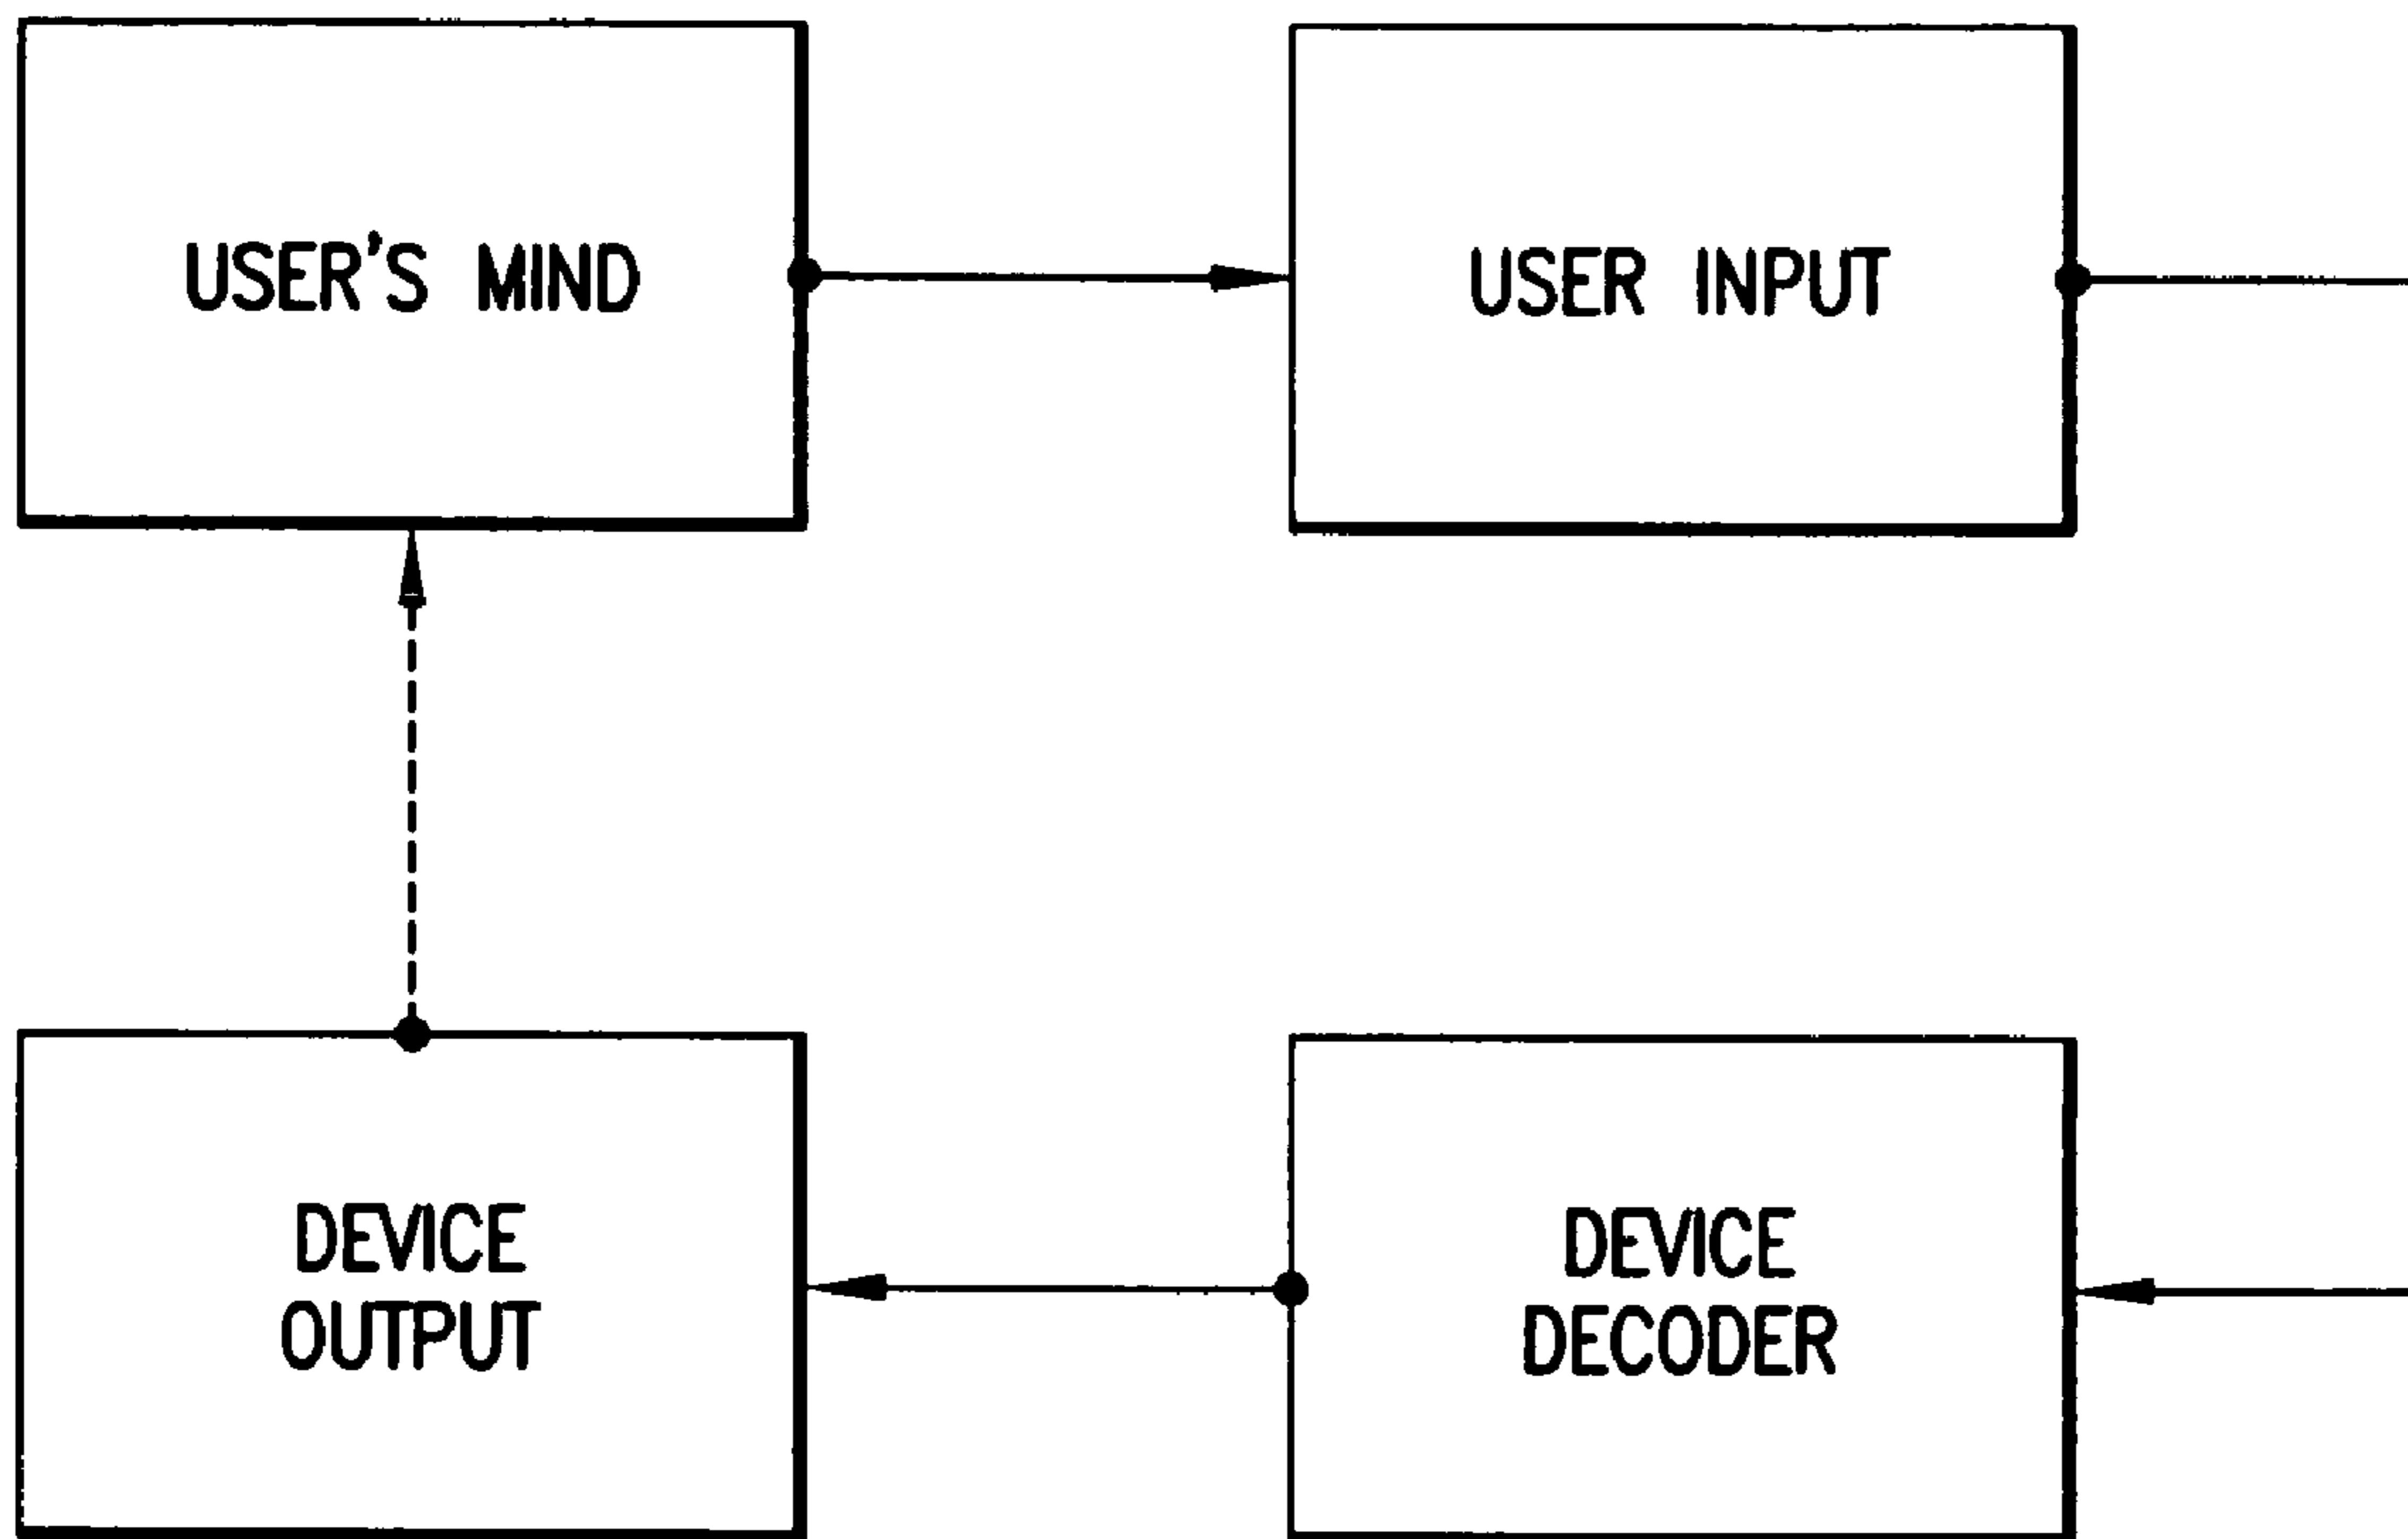 USER'S MIND
USER INPUT
DEVICE
OUTPUT
DEVICE
DECODER